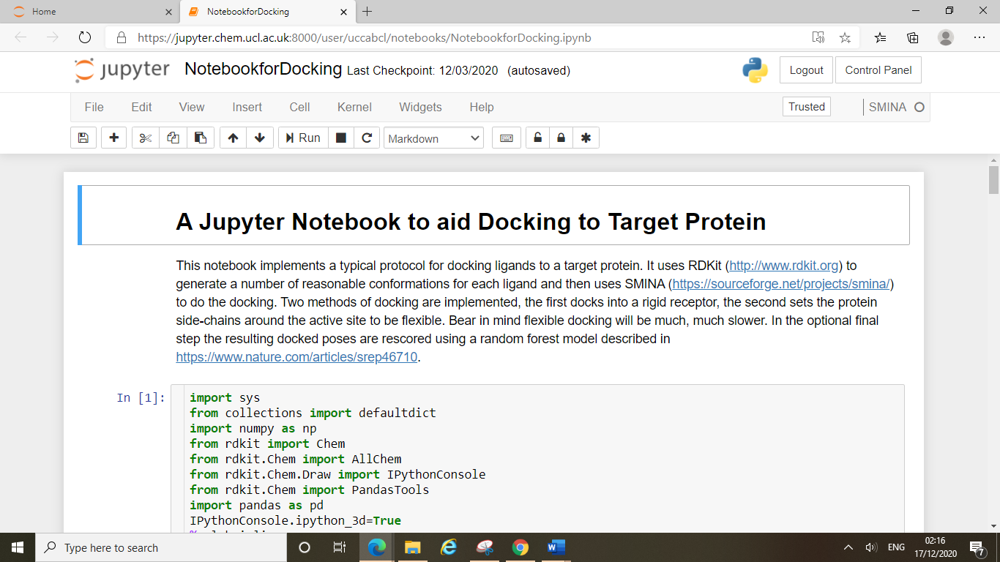 Home
NotebookforDocking
https://jupyter.chem.ucl.ac.uk:8000/user/uccabcl/notebooks/NotebookforDocking.ipynb
jupyter NotebookforDocking Last Checkpoint: 12/03/2020 (autosaved)
Logout
Control Panel
File Edit View Insert Cell Kernel Widgets Help
Trusted
SMINA
Run
Markdown
A Jupyter Notebook to aid Docking to Target Protein
This notebook implements a typical protocol for docking ligands to a target protein. It uses RDKit (http://www.rdkit.org) to
generate a number of reasonable conformations for each ligand and then uses SMINA (https://sourceforge.net/projects/smina/)
to do the docking. Two methods of docking are implemented, the first docks into a rigid receptor, the second sets the protein
side-chains around the active site to be flexible. Bear in mind flexible docking will be much, much slower. In the optional final
step the resulting docked poses are rescored using a random forest model described in
https://www.nature.com/articles/srep46710.
In [1]:
import sys
from collections import defaultdict
import numpy as np
from rdkit import Chem
from rdkit.Chem import AllChem
from rdkit.Chem.Draw import IPythonConsole
from rdkit.Chem import PandasTools
import pandas as pd
IPythonConsole.ipython_3d=True
Type here to search
ENG
02:16
17/12/2020
7